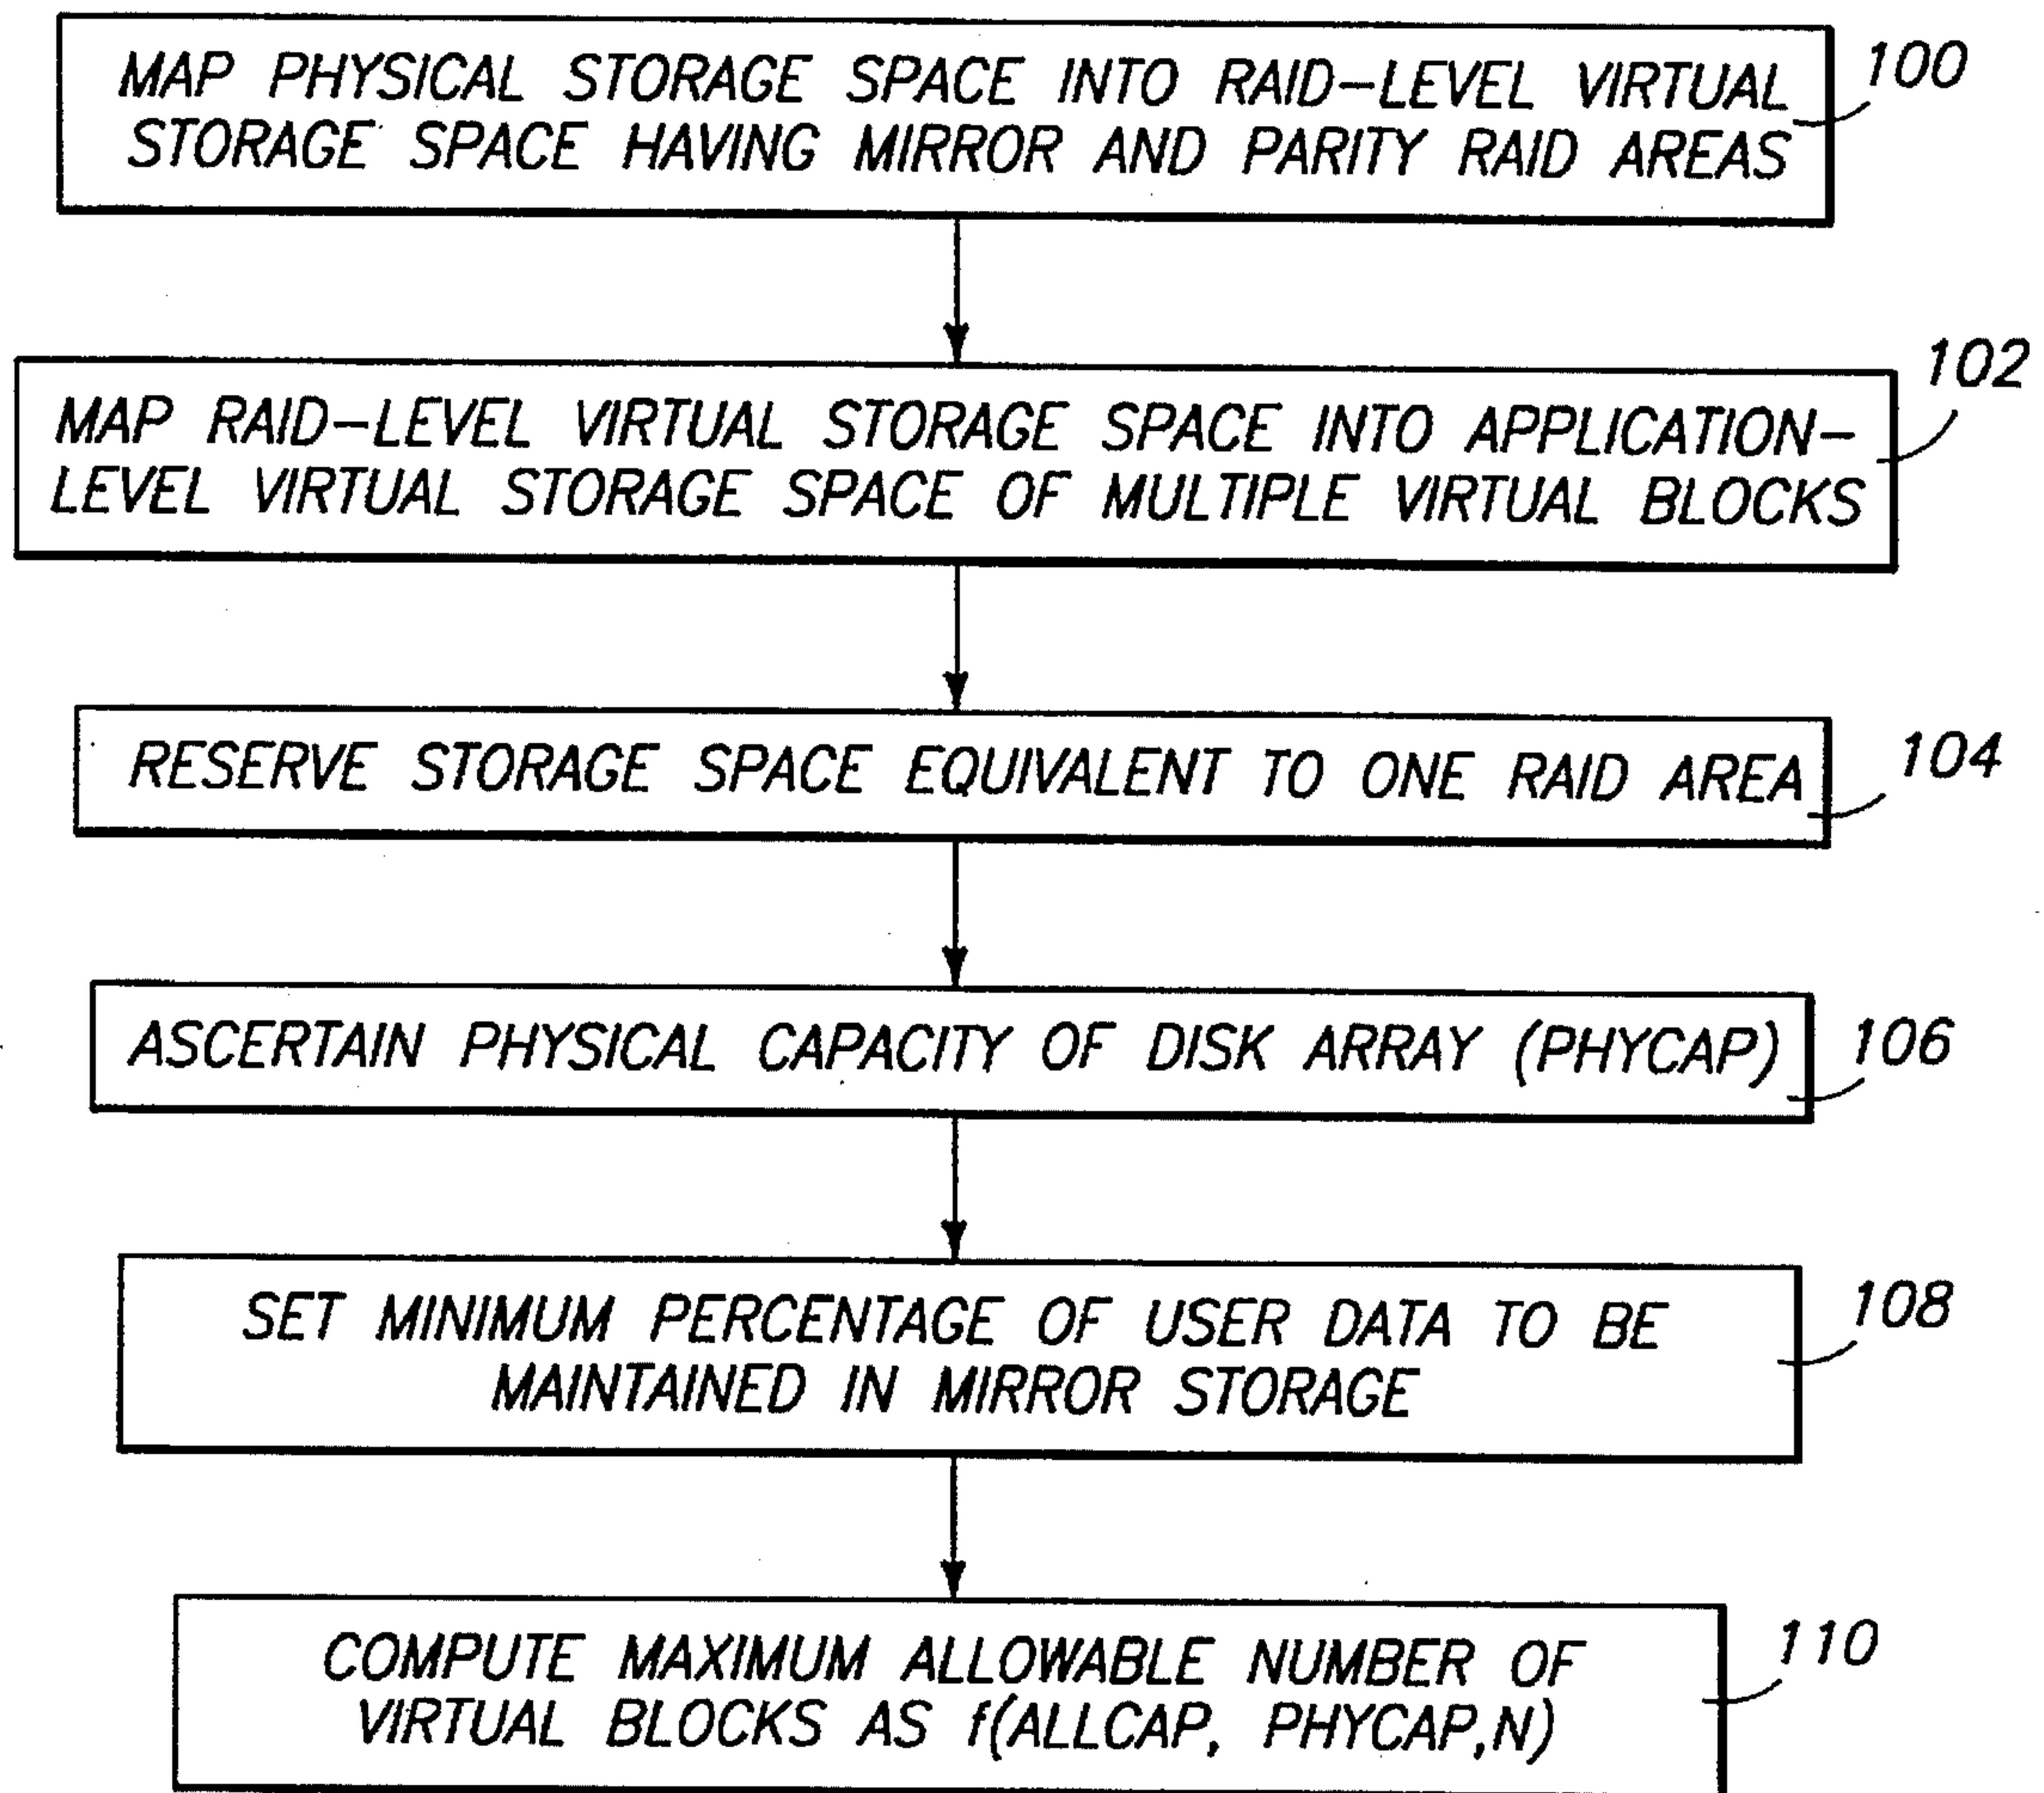 MAP PHYSICAL STORAGE SPACE INTO RAID-LEVEL VIRTUAL
STORAGE SPACE HAVING MIRROR AND PARITY RAID AREAS
100
MAP RAID-LEVEL VIRTUAL STORAGE SPACE INTO APPLICATION-
LEVEL VIRTUAL STORAGE SPACE OF MULTIPLE VIRTUAL BLOCKS
102
RESERVE STORAGE SPACE EQUIVALENT TO ONE RAID AREA
104
ASCERTAIN PHYSICAL CAPACITY OF DISK ARRAY (PHYCAP)
106
SET MINIMUM PERCENTAGE OF USER DATA TO BE
MAINTAINED IN MIRROR STORAGE
108
COMPUTE MAXIMUM ALLOWABLE NUMBER OF
VIRTUAL BLOCKS AS f(ALLCAP, PHYCAP,N)
110